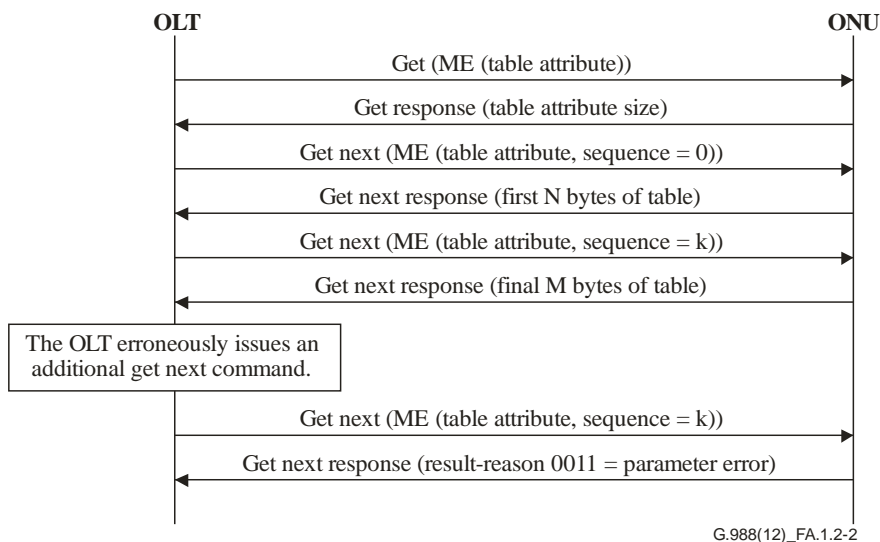 OLT
ONU
Get (ME (table attribute))
Get response (table attribute size)
Get next (ME (table attribute, sequence = 0))
Get next response (first N bytes of table)
Get next (ME (table attribute, sequence = k))
Get next response (final M bytes of table)
The OLT erroneously issues an
additional get next command.
Get next (ME (table attribute, sequence = k))
Get next response (result-reason 0011 = parameter error)
G.988(12)_FA.1.2-2